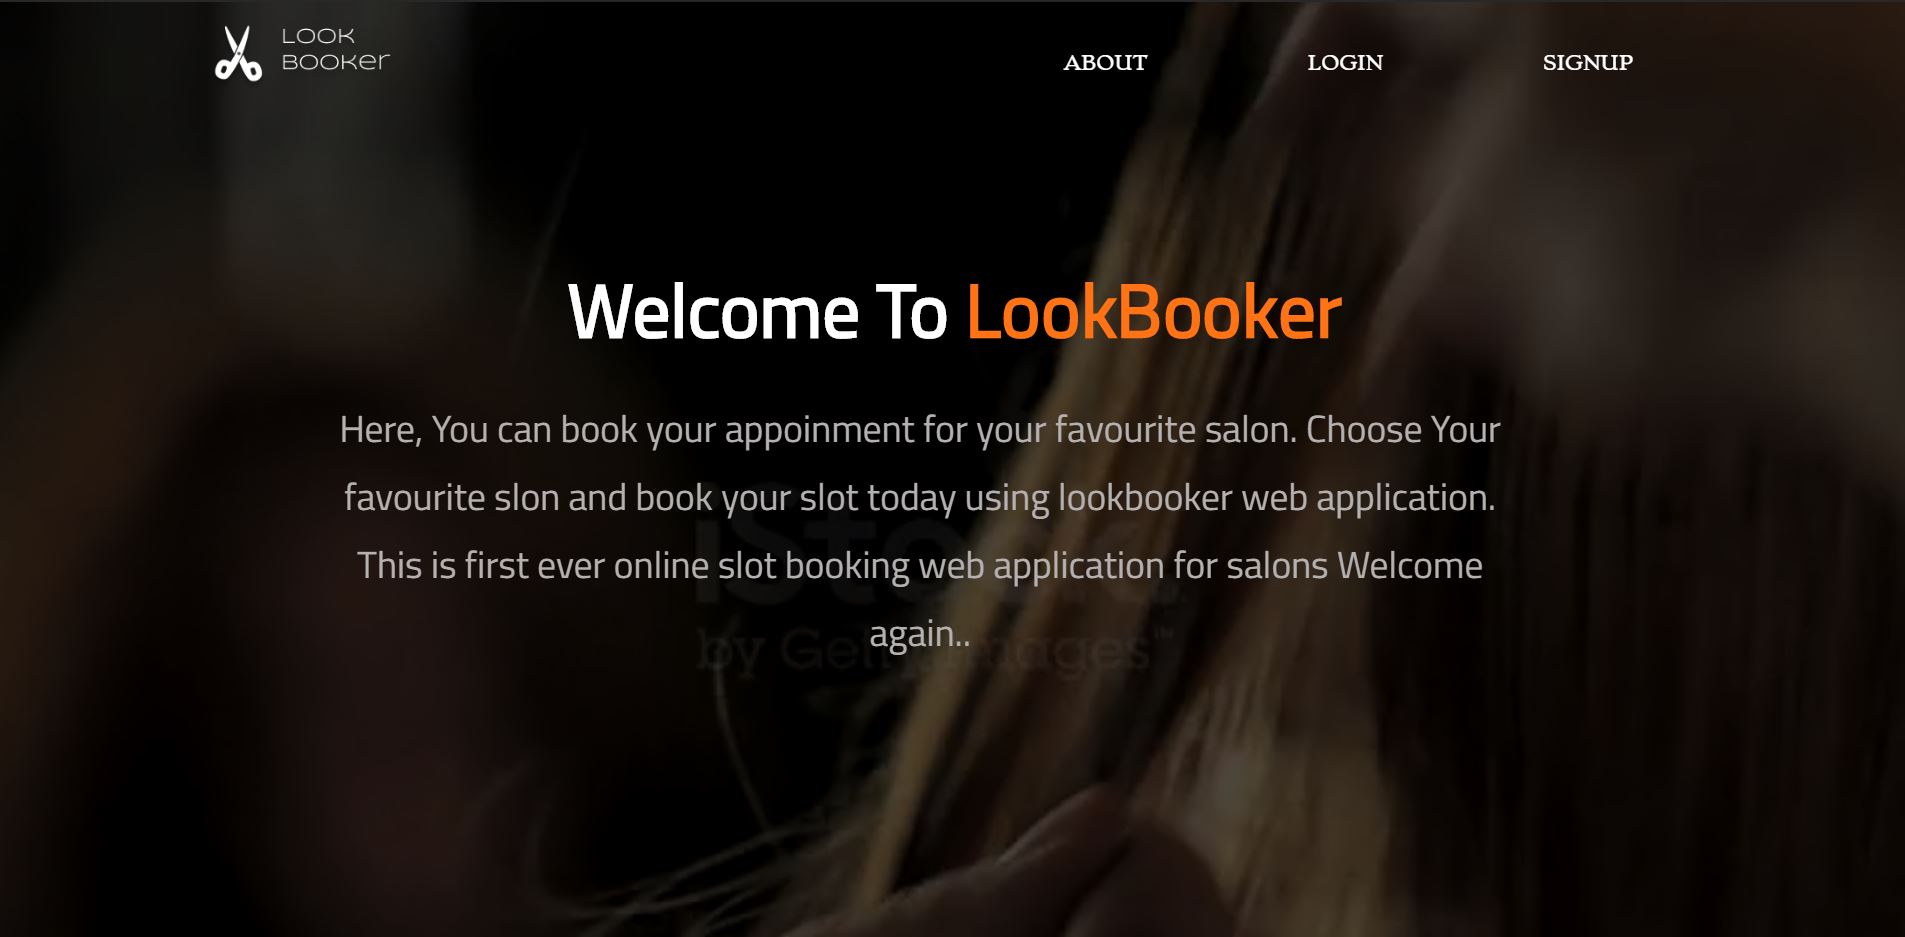 LOOK
BOOKer
ABOUT
LOGIN
SIGNUP
Welcome To LookBooker
Here, You can book your appoinment for your favourite salon. Choose Your
favourite slon and book your slot today using lookbooker web application.
This is first ever online slot booking web application for salons Welcome
again..
iStock
by Getty Images™